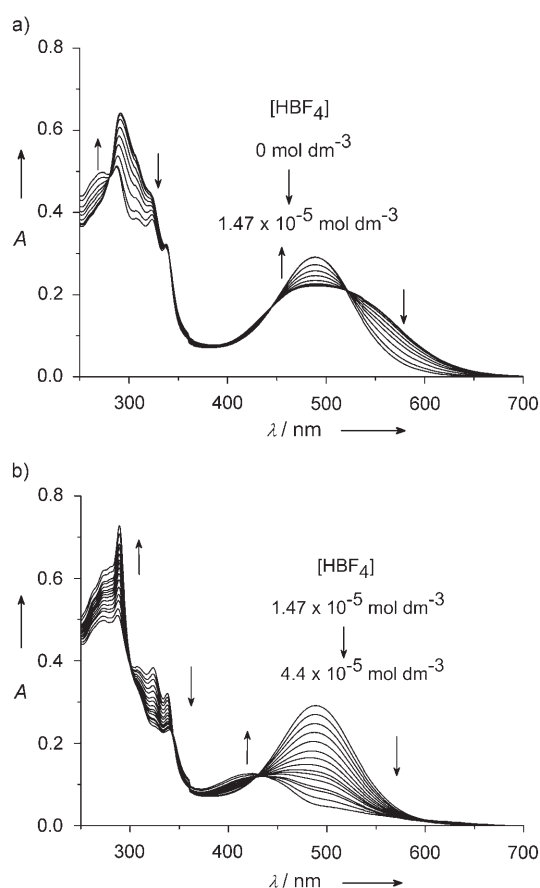 a)
0.8
0.6
0.4
0.2
0.0
A
[HBF4]
0 mol dm-3
1.47 x 10-5 mol dm-3
300 400 500 600 700
λ / nm
b)
0.8
0.6
0.4
0.2
0.0
A
[HBF4]
1.47 x 10-5 mol dm-3
4.4 x 10-5 mol dm-3
300 400 500 600 700
λ / nm